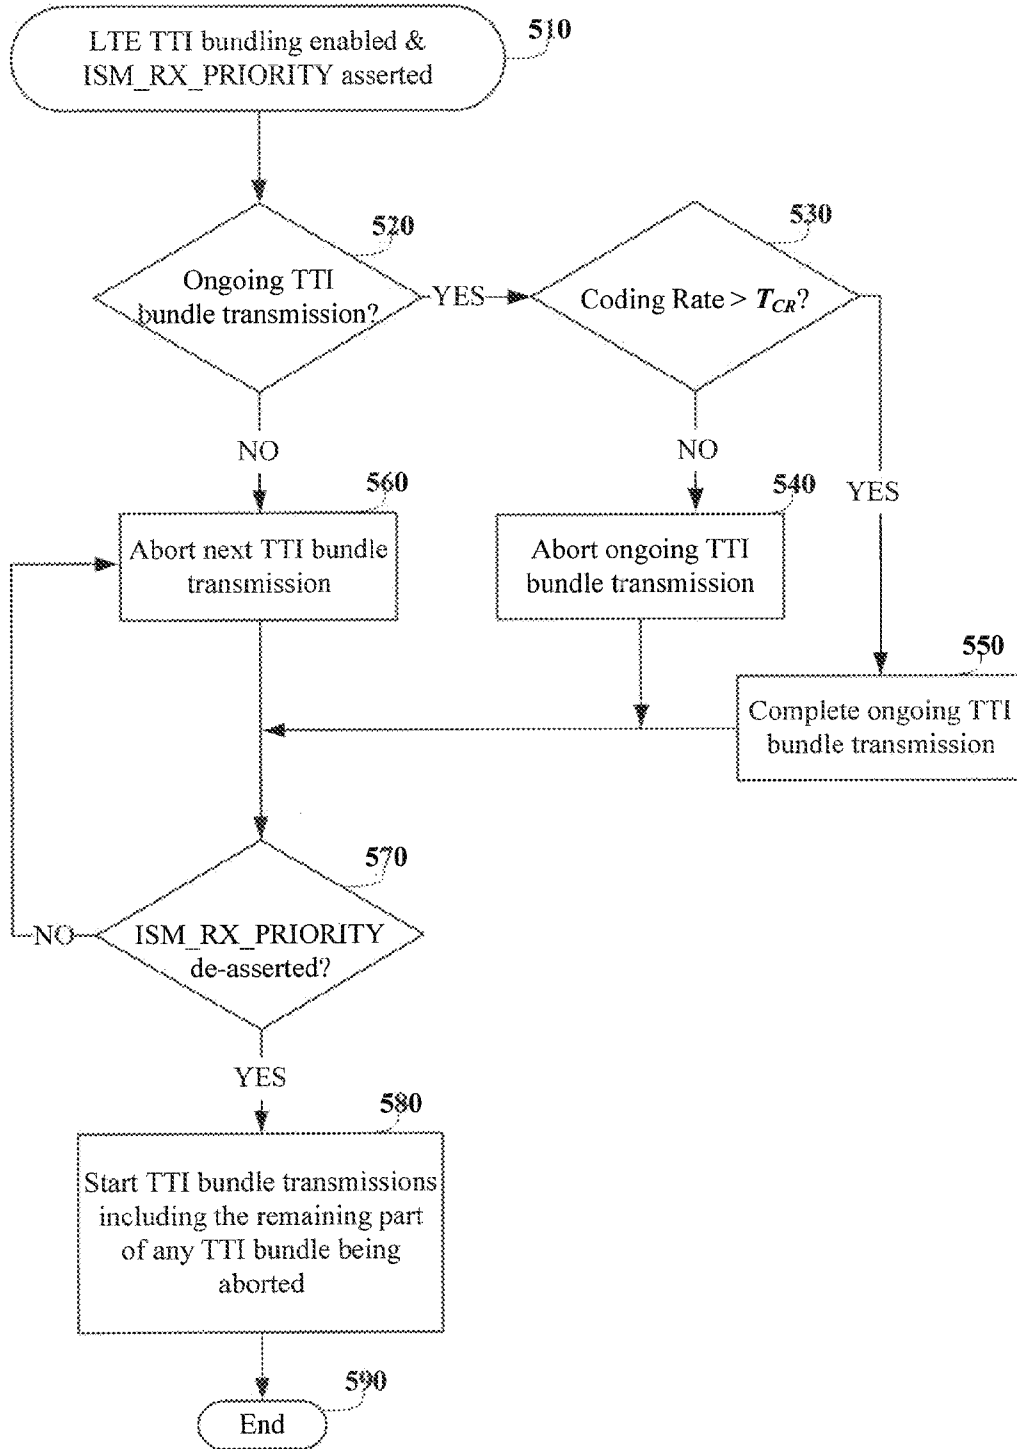 510
LTE TTI bundling enabled &
ISM_RX_PRIORITY asserted
520
Ongoing TTI
bundle transmission?
YES
530
Coding Rate > TCR?
NO
NO
YES
560
Abort next TTI bundle
transmission
540
Abort ongoing TTI
bundle transmission
550
Complete ongoing TTI
bundle transmission
570
ISM_RX_PRIORITY
de-asserted?
NO
YES
580
Start TTI bundle transmissions
including the remaining part
of any TTI bundle being
aborted
590
End